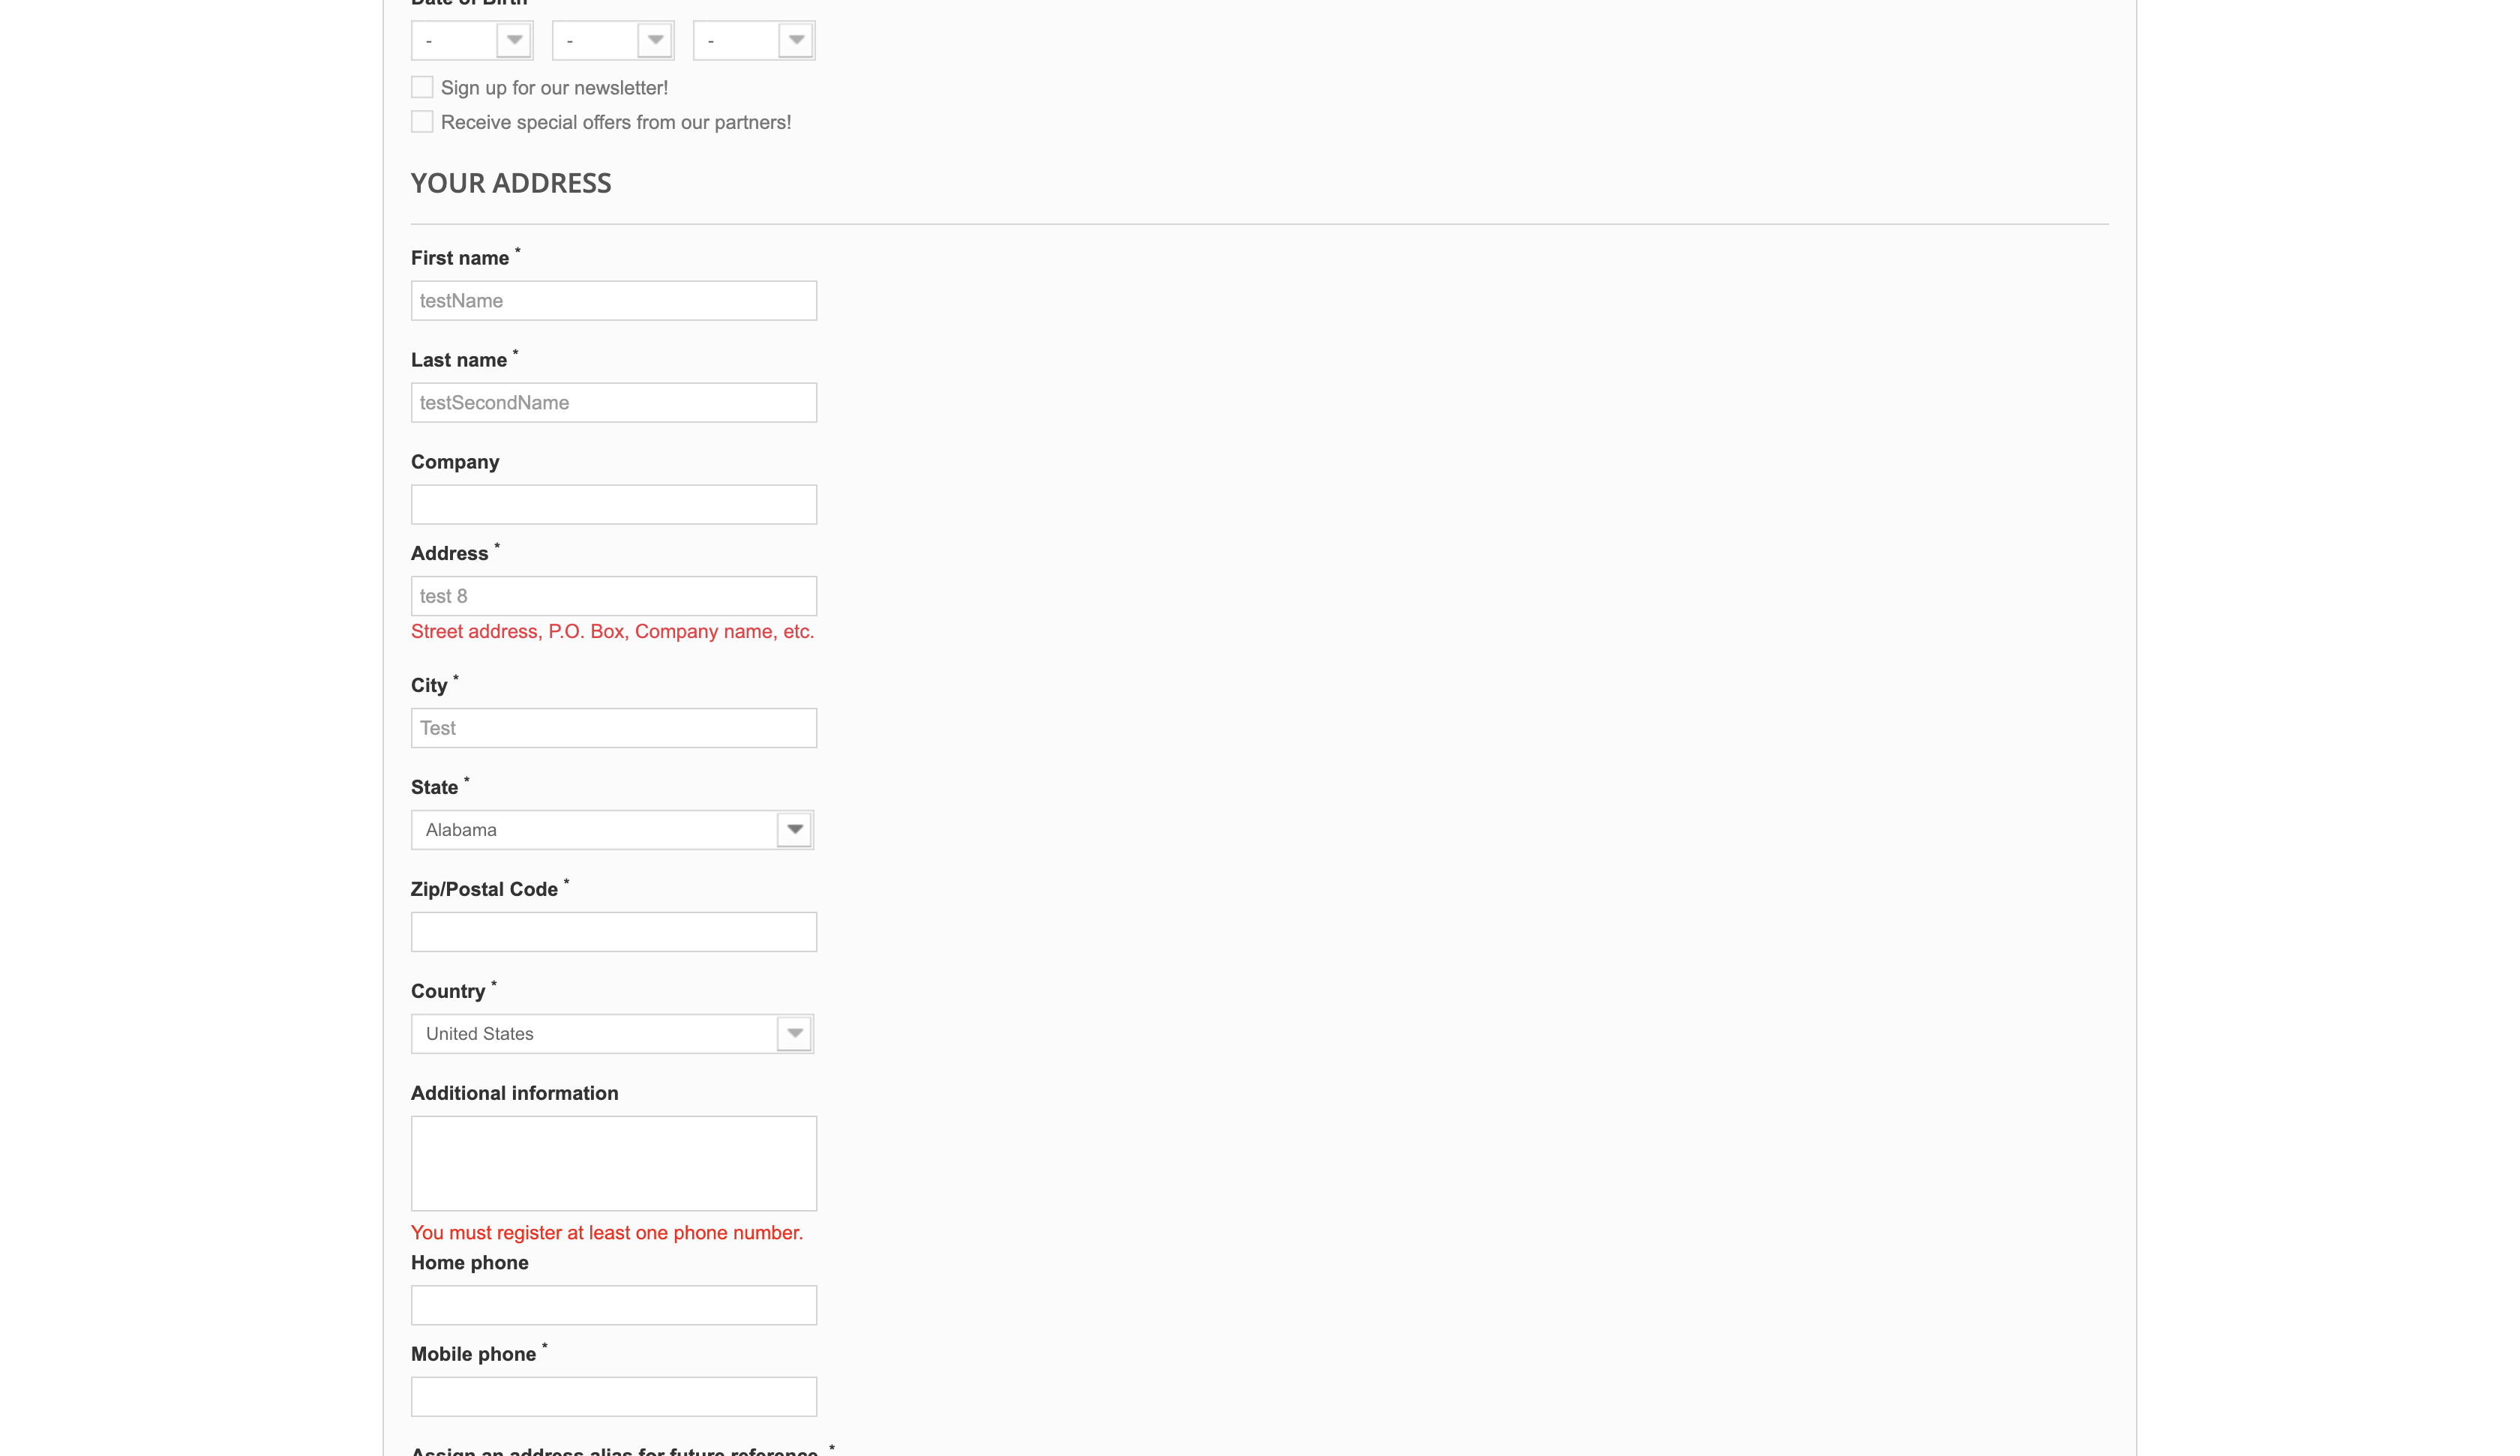 Date of Birth
- - -
Sign up for our newsletter!
Receive special offers from our partners!
YOUR ADDRESS
First name *
testName
Last name *
testSecondName
Company
Address *
test 8
Street address, P.O. Box, Company name, etc.
City *
Test
State *
Alabama
Zip/Postal Code *
Country *
United States
Additional information
You must register at least one phone number.
Home phone
Mobile phone *
Assign an address alias for future reference. *